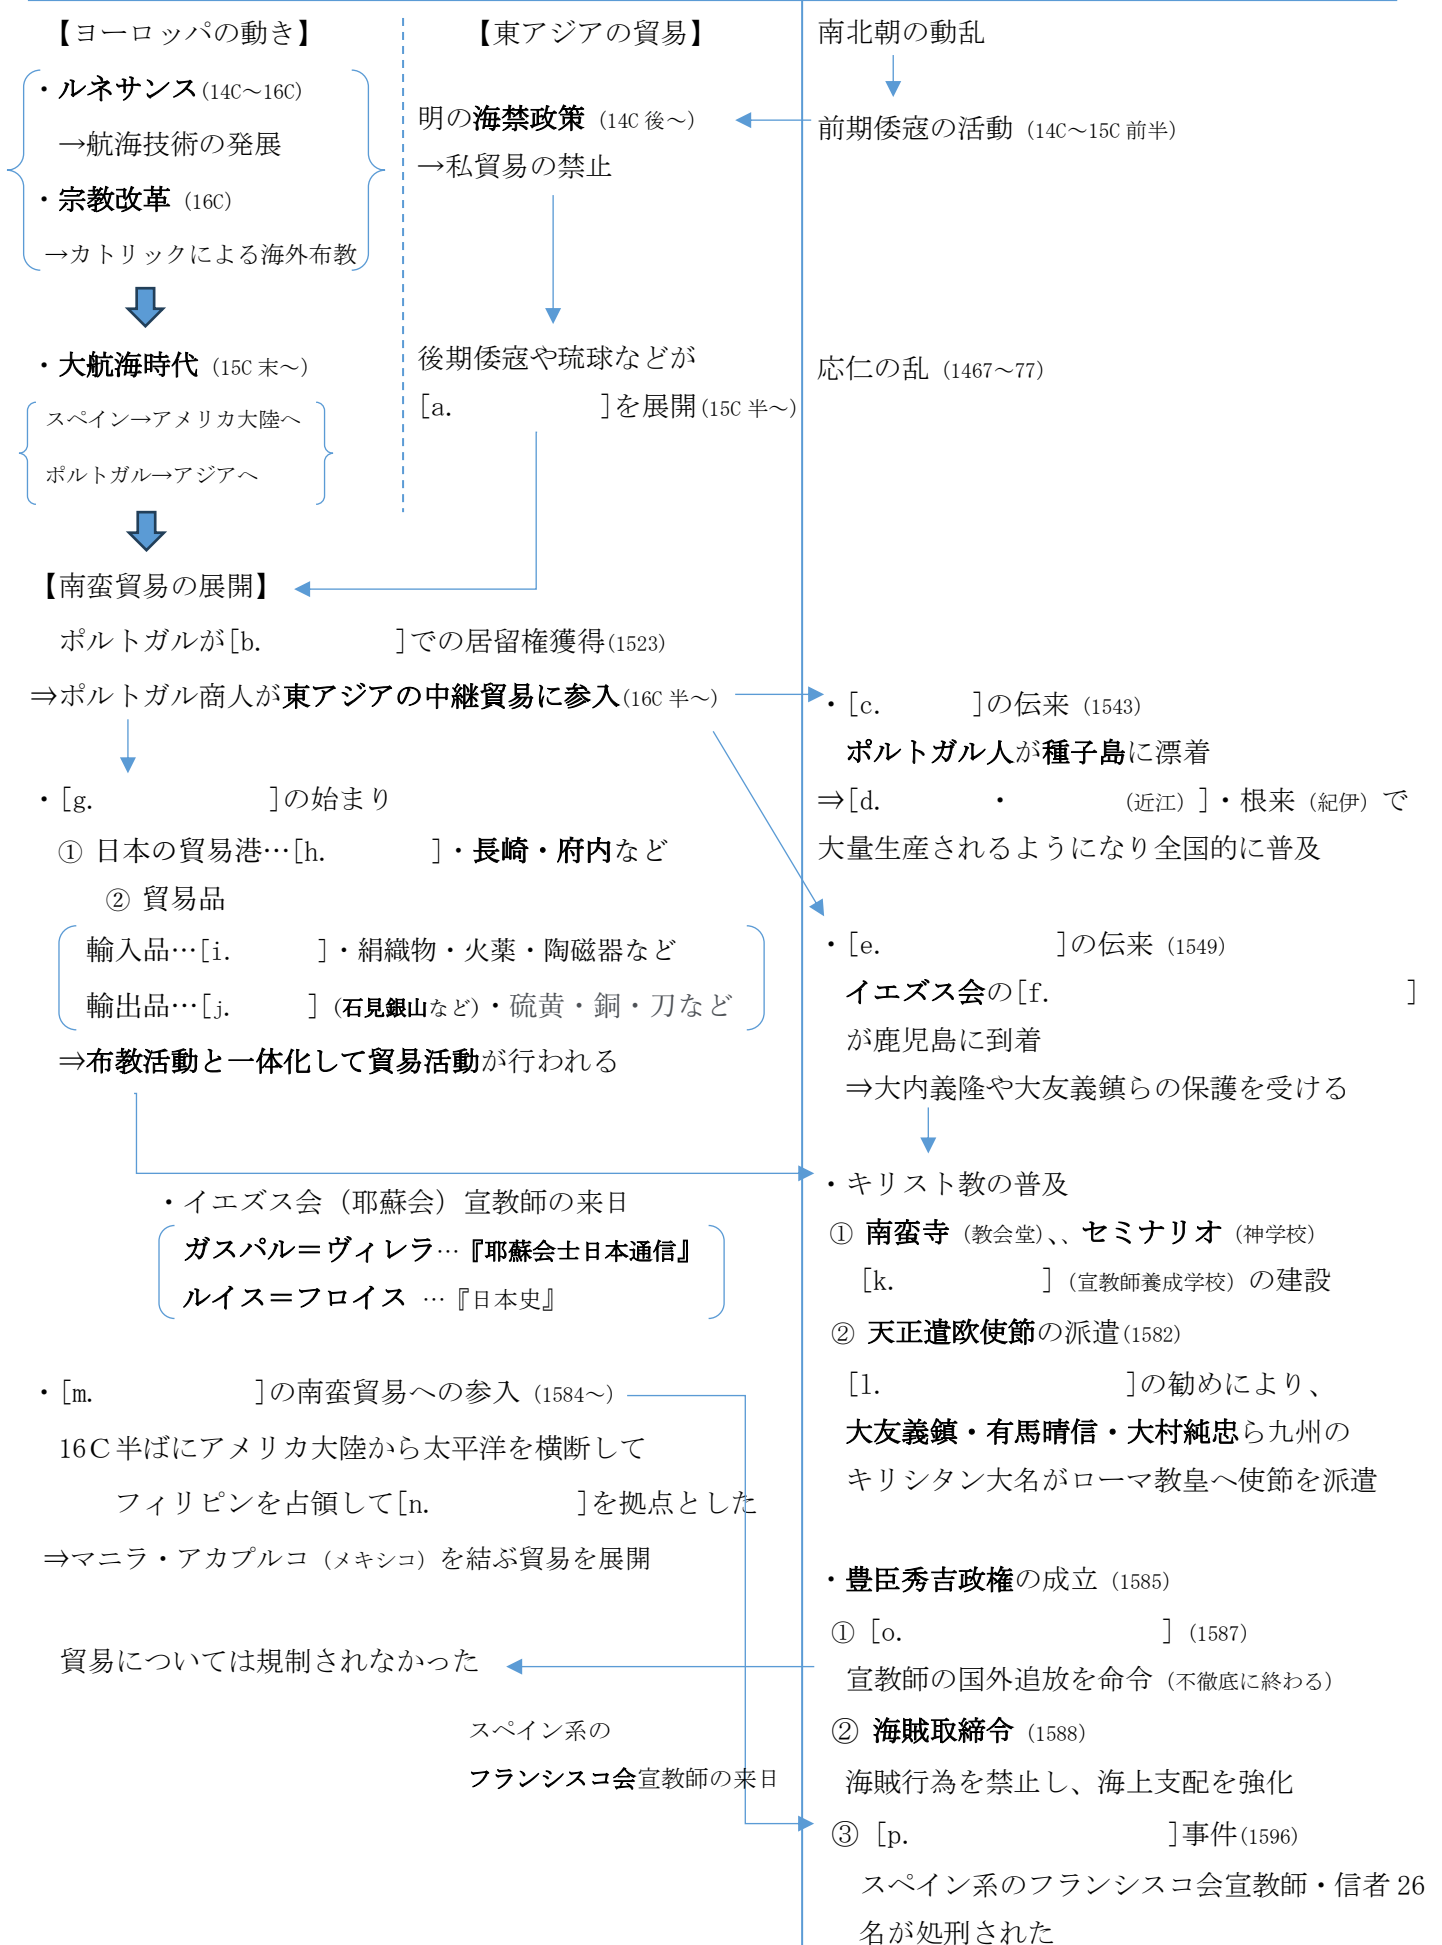 【ヨーロッパの動き】
・ルネサンス(14C～16C)
→航海技術の発展
・宗教改革（16C）
→カトリックによる海外布教
・大航海時代（15C末～）
スペイン→アメリカ大陸へ
ポルトガル→アジアへ
【東アジアの貿易】
明の海禁政策（14C後～）
→私貿易の禁止
後期倭寇や琉球などが
[a.　　　　　]を展開(15C半～)
【南蛮貿易の展開】
ポルトガルが[b.　　　　　]での居留権獲得(1523)
⇒ポルトガル商人が東アジアの中継貿易に参入(16C半～)
・[g.　　　　　　]の始まり
① 日本の貿易港…[h.　　　　]・長崎・府内など
② 貿易品
輸入品…[i.　　　]・絹織物・火薬・陶磁器など
輸出品…[j.　　　]（石見銀山など）・硫黄・銅・刀など
⇒布教活動と一体化して貿易活動が行われる
・イエズス会（耶蘇会）宣教師の来日
ガスパル＝ヴィレラ…『耶蘇会士日本通信』
ルイス＝フロイス …『日本史』
・[m.　　　　　　]の南蛮貿易への参入（1584～）
16C半ばにアメリカ大陸から太平洋を横断して
フィリピンを占領して[n.　　　　　]を拠点とした
⇒マニラ・アカプルコ（メキシコ）を結ぶ貿易を展開
貿易については規制されなかった
スペイン系の
フランシスコ会宣教師の来日
南北朝の動乱
前期倭寇の活動（14C～15C前半）
応仁の乱（1467～77）
・[c.　　　]の伝来（1543）
ポルトガル人が種子島に漂着
⇒[d.　　　　・　　　　（近江）]・根来（紀伊）で
大量生産されるようになり全国的に普及
・[e.　　　　　　]の伝来（1549）
イエズス会の[f.　　　　　　　　　　　　　]
が鹿児島に到着
⇒大内義隆や大友義鎮らの保護を受ける
・キリスト教の普及
① 南蛮寺（教会堂）、、セミナリオ（神学校）
[k.　　　　　]（宣教師養成学校）の建設
② 天正遣欧使節の派遣(1582)
[l.　　　　　　　　　]の勧めにより、
大友義鎮・有馬晴信・大村純忠ら九州の
キリシタン大名がローマ教皇へ使節を派遣
・豊臣秀吉政権の成立（1585）
① [o.　　　　　　　　　]（1587）
宣教師の国外追放を命令（不徹底に終わる）
② 海賊取締令（1588）
海賊行為を禁止し、海上支配を強化
③ [p.　　　　　　　　　]事件(1596)
スペイン系のフランシスコ会宣教師・信者26
名が処刑された